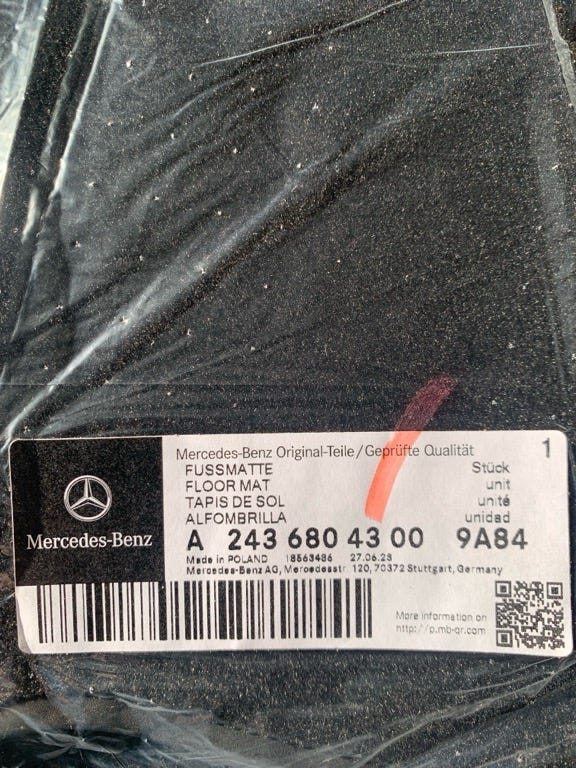 Mercedes-Benz Original-Teile/Geprüfte Qualität 1
FUSSMATTE Stück
FLOOR MAT unit
TAPIS DE SOL unité
ALFOMBRILLA unidad
Mercedes-Benz
A 243 680 43 00 9A84
Made in POLAND 18563486 27.06.23
Mercedes-Benz AG, Mercedesstr. 120, 70372 Stuttgart, Germany
More information on
http://p.mb-qr.com